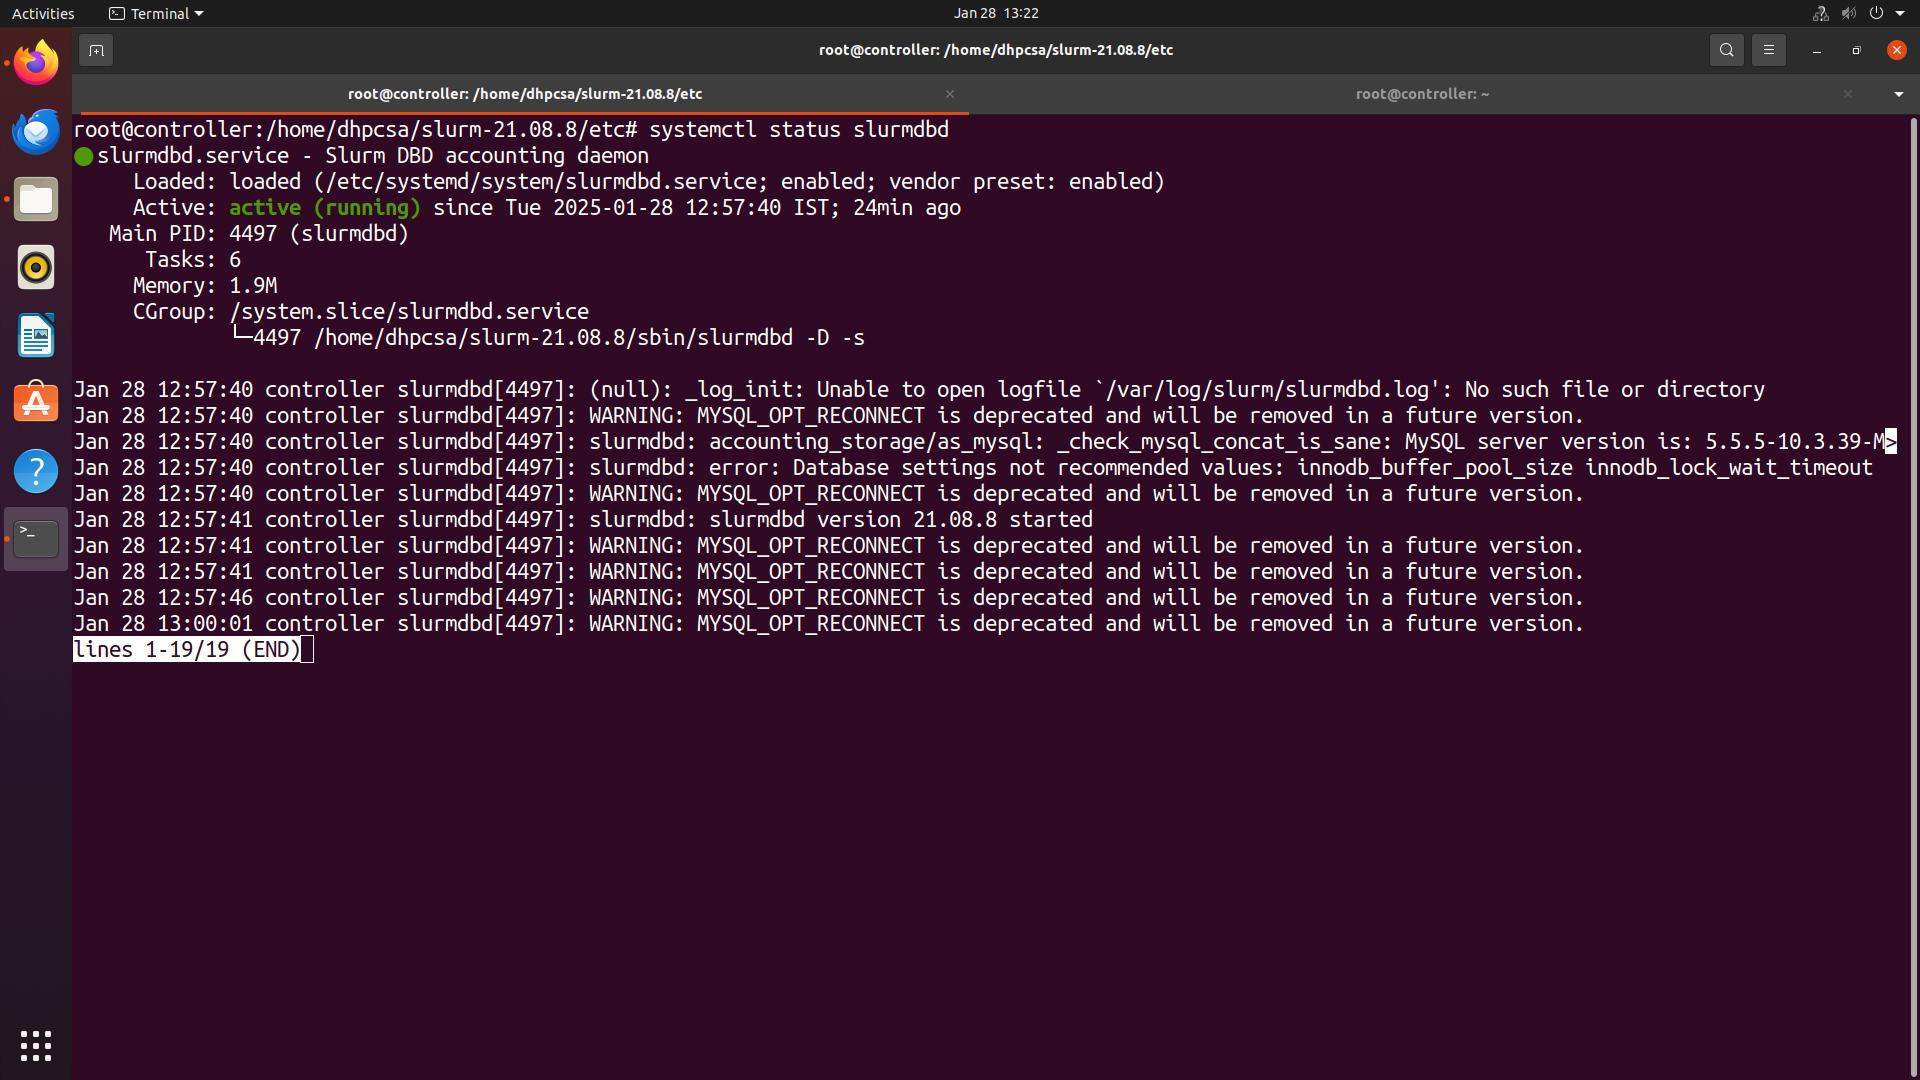 Activities
Terminal
Jan 28 13:22
root@controller: /home/dhpcsa/slurm-21.08.8/etc
root@controller: /home/dhpcsa/slurm-21.08.8/etc
root@controller: ~
root@controller:/home/dhpcsa/slurm-21.08.8/etc# systemctl status slurmdbd
slurmdbd.service - Slurm DBD accounting daemon
Loaded: loaded (/etc/systemd/system/slurmdbd.service; enabled; vendor preset: enabled)
Active: active (running) since Tue 2025-01-28 12:57:40 IST; 24min ago
Main PID: 4497 (slurmdbd)
Tasks: 6
Memory: 1.9M
CGroup: /system.slice/slurmdbd.service
└─4497 /home/dhpcsa/slurm-21.08.8/sbin/slurmdbd -D -s
Jan 28 12:57:40 controller slurmdbd[4497]: (null): _log_init: Unable to open logfile `/var/log/slurm/slurmdbd.log': No such file or directory
Jan 28 12:57:40 controller slurmdbd[4497]: WARNING: MYSQL_OPT_RECONNECT is deprecated and will be removed in a future version.
Jan 28 12:57:40 controller slurmdbd[4497]: slurmdbd: accounting_storage/as_mysql: _check_mysql_concat_is_sane: MySQL server version is: 5.5.5-10.3.39-M>
Jan 28 12:57:40 controller slurmdbd[4497]: slurmdbd: error: Database settings not recommended values: innodb_buffer_pool_size innodb_lock_wait_timeout
Jan 28 12:57:40 controller slurmdbd[4497]: WARNING: MYSQL_OPT_RECONNECT is deprecated and will be removed in a future version.
Jan 28 12:57:41 controller slurmdbd[4497]: slurmdbd: slurmdbd version 21.08.8 started
Jan 28 12:57:41 controller slurmdbd[4497]: WARNING: MYSQL_OPT_RECONNECT is deprecated and will be removed in a future version.
Jan 28 12:57:41 controller slurmdbd[4497]: WARNING: MYSQL_OPT_RECONNECT is deprecated and will be removed in a future version.
Jan 28 12:57:46 controller slurmdbd[4497]: WARNING: MYSQL_OPT_RECONNECT is deprecated and will be removed in a future version.
Jan 28 13:00:01 controller slurmdbd[4497]: WARNING: MYSQL_OPT_RECONNECT is deprecated and will be removed in a future version.
lines 1-19/19 (END)